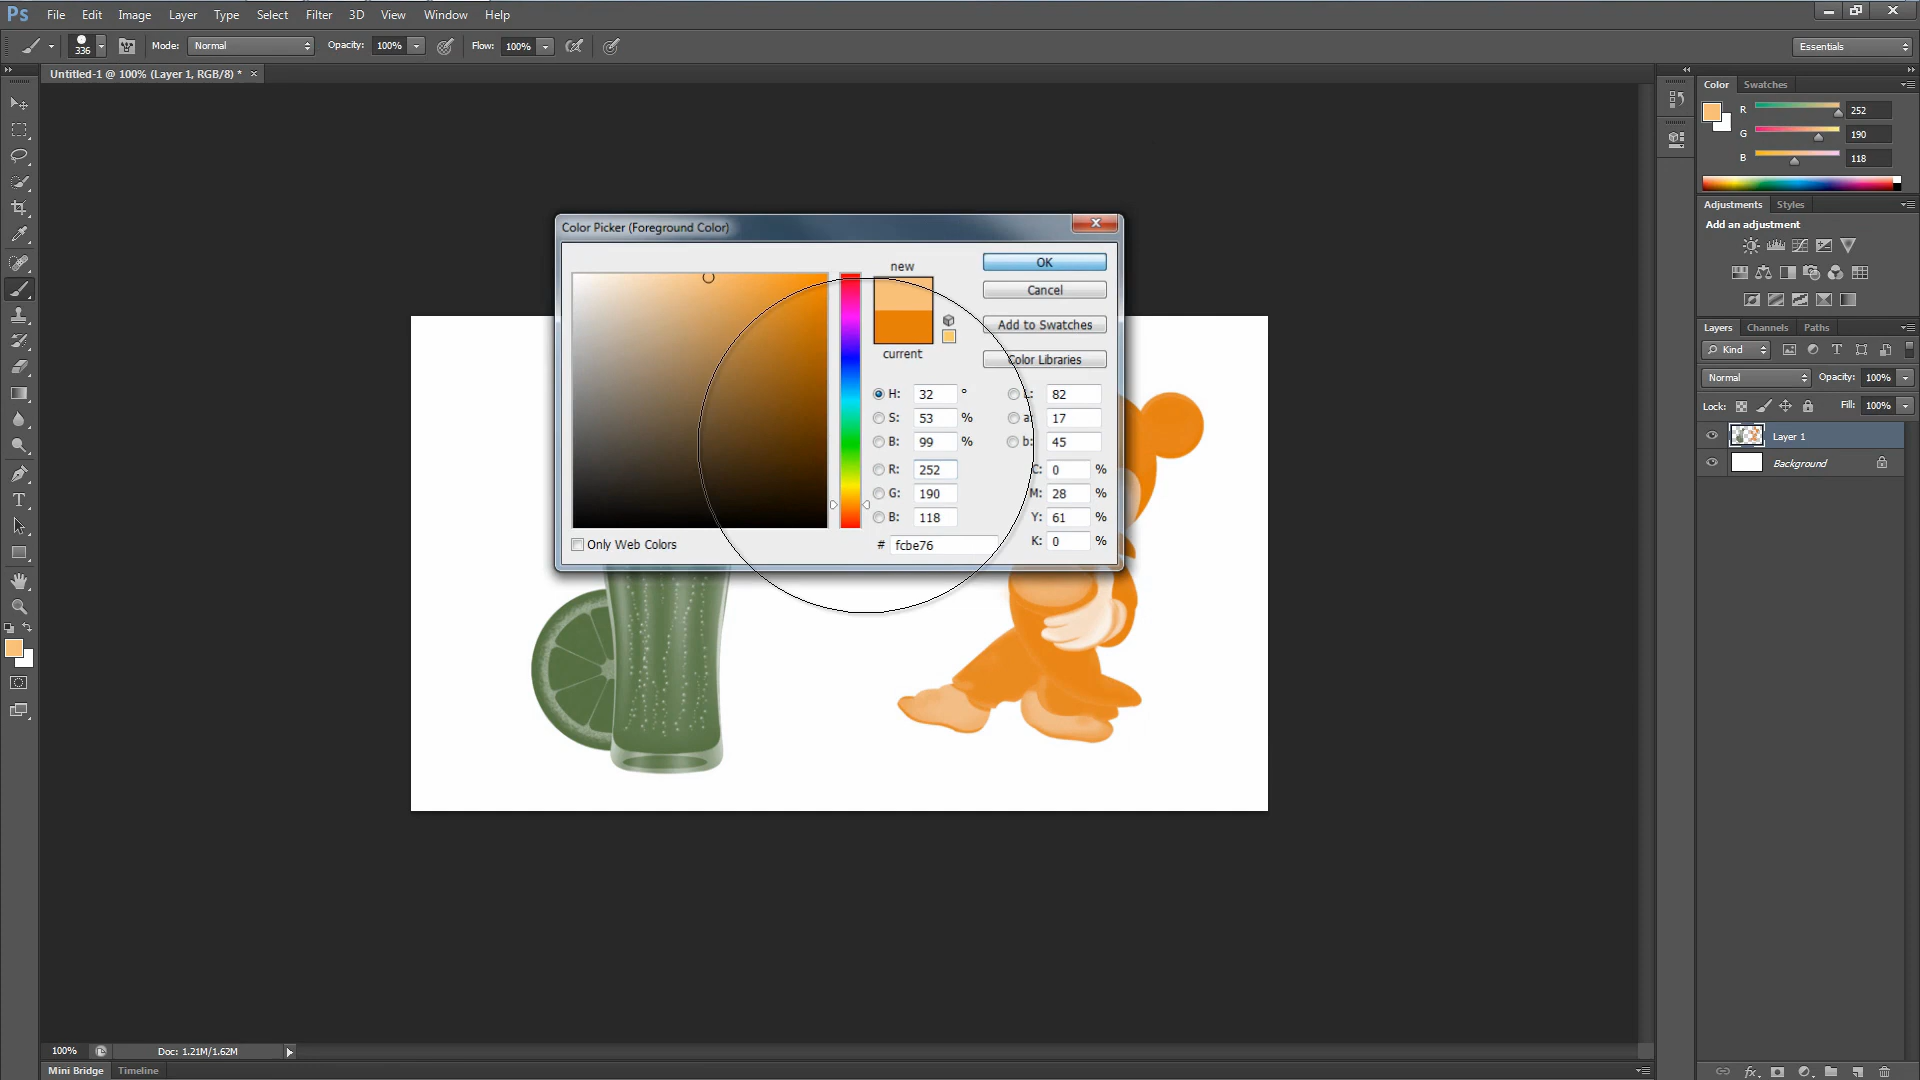 Ps File Edit Image Layer Type Select Filter 3D View Window Help
336 Mode: Normal Opacity: 100% Flow: 100% Essentials
Untitled-1 @ 100% (Layer 1, RGB/8) * ×
Color Swatches
R 252
G 190
B 118
Adjustments Styles
Add an adjustment
Layers Channels Paths
Kind
Normal Opacity: 100%
Lock: Fill: 100%
Layer 1
Background
Color Picker (Foreground Color)
new
current
OK
Cancel
Add to Swatches
Color Libraries
H: 32 ° L: 82
S: 53 % a: 17
B: 99 % b: 45
R: 252 C: 0 %
G: 190 M: 28 %
B: 118 Y: 61 %
# fcbe76 K: 0 %
Only Web Colors
100% Doc: 1.21M/1.62M
Mini Bridge Timeline